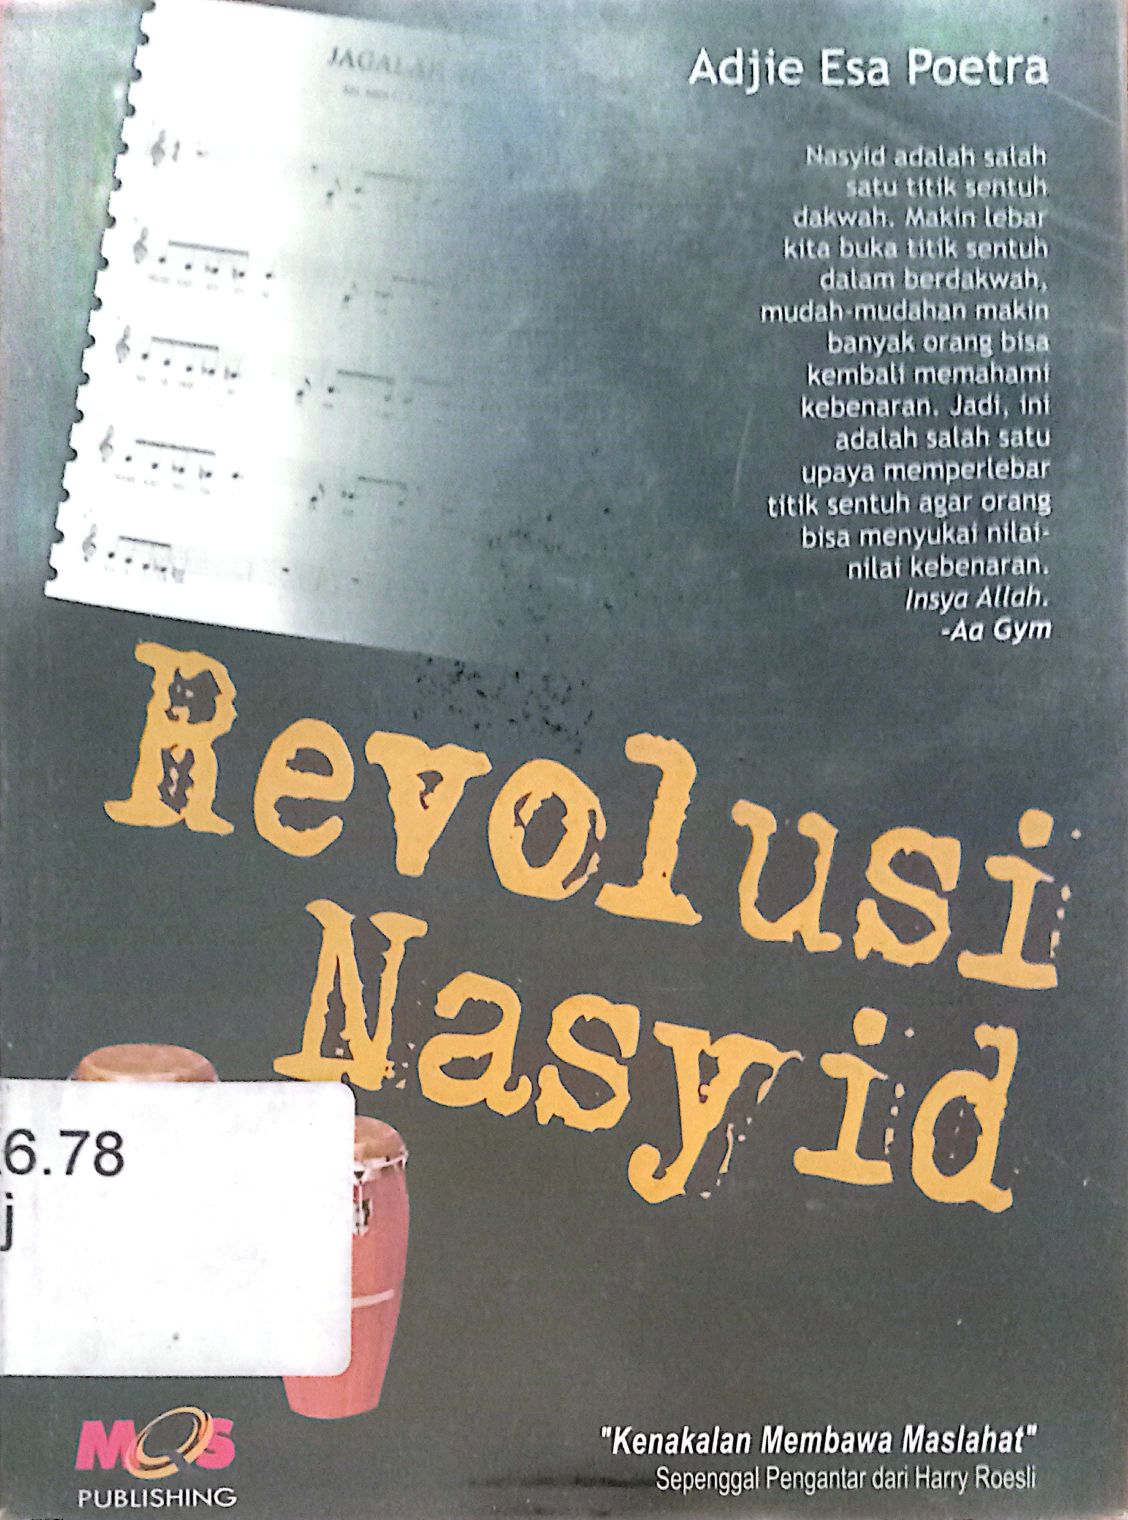 Adjie Esa Poetra
Nasyid adalah salah
satu titik sentuh
dakwah. Makin lebar
kita buka titik sentuh
dalam berdakwah,
mudah-mudahan makin
banyak orang bisa
kembali memahami
kebenaran. Jadi, ini
adalah salah satu
upaya memperlebar
titik sentuh agar orang
bisa menyukai nilai-
nilai kebenaran.
Insya Allah.
-Aa Gym
Revolusi
Nasyid
6.78
j
MQS
PUBLISHING
"Kenakalan Membawa Maslahat"
Sepenggal Pengantar dari Harry Roesli